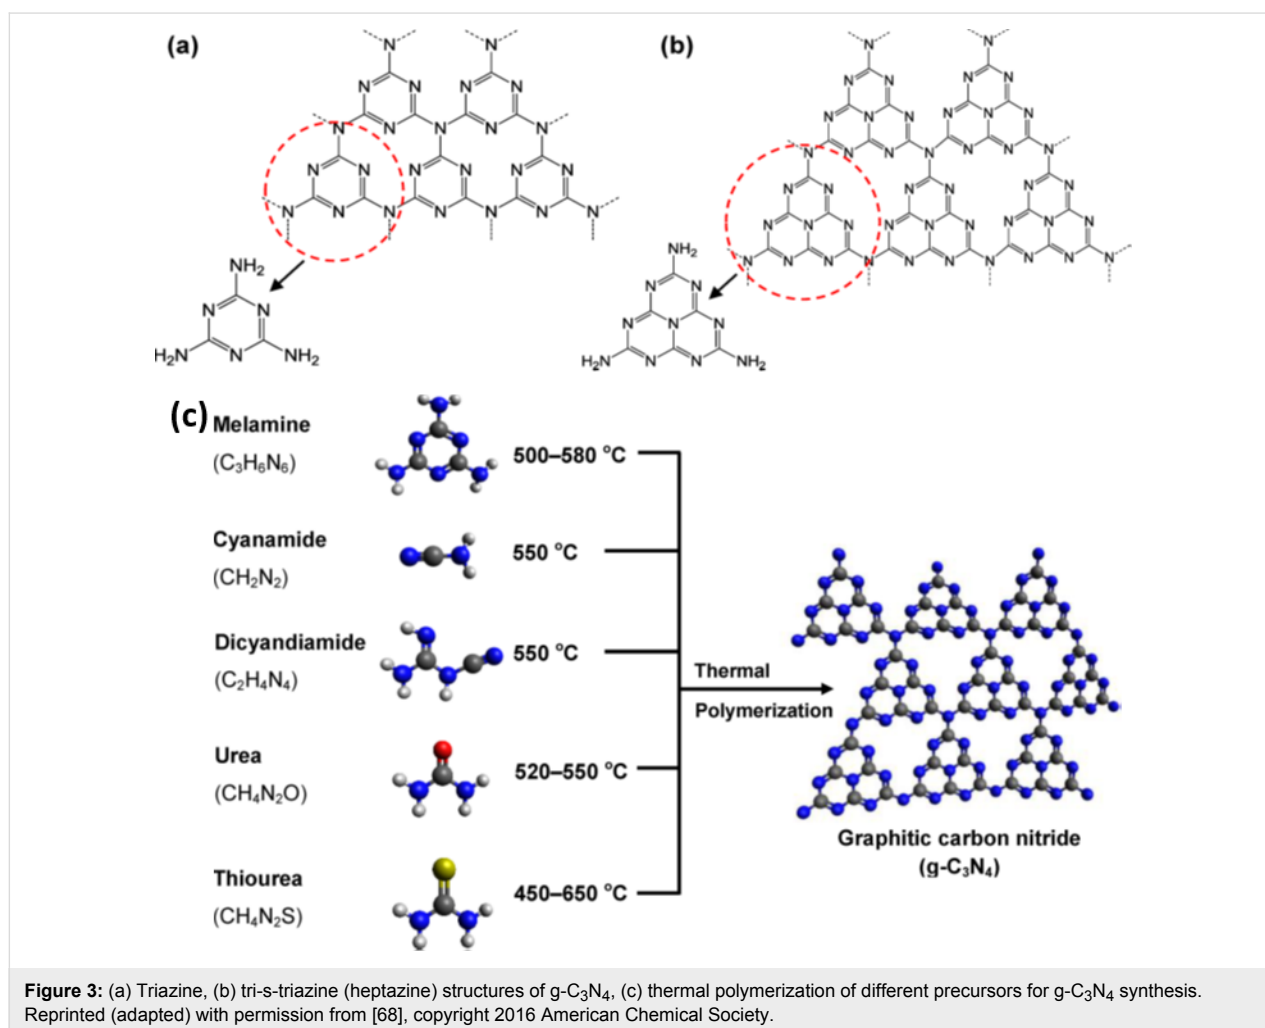 (a)
N N
N N N N
N N N N N
N N N N N N
N N N N N N N
NH₂
N N
H₂N N NH₂
(b)
N N
N N N N
N N N N N N
N N N N N N N
N N N N N N
N N N N N N N N N
N N N N N N N N N N
NH₂
N N
N N N
H₂N N N NH₂
(c) Melamine
(C₃H₆N₆)
500–580 °C
Cyanamide
(CH₂N₂)
550 °C
Dicyandiamide
(C₂H₄N₄)
550 °C
Urea
(CH₄N₂O)
520–550 °C
Thiourea
(CH₄N₂S)
450–650 °C
Thermal
Polymerization
Graphitic carbon nitride
(g-C₃N₄)
Figure 3: (a) Triazine, (b) tri-s-triazine (heptazine) structures of g-C₃N₄, (c) thermal polymerization of different precursors for g-C₃N₄ synthesis.
Reprinted (adapted) with permission from [68], copyright 2016 American Chemical Society.